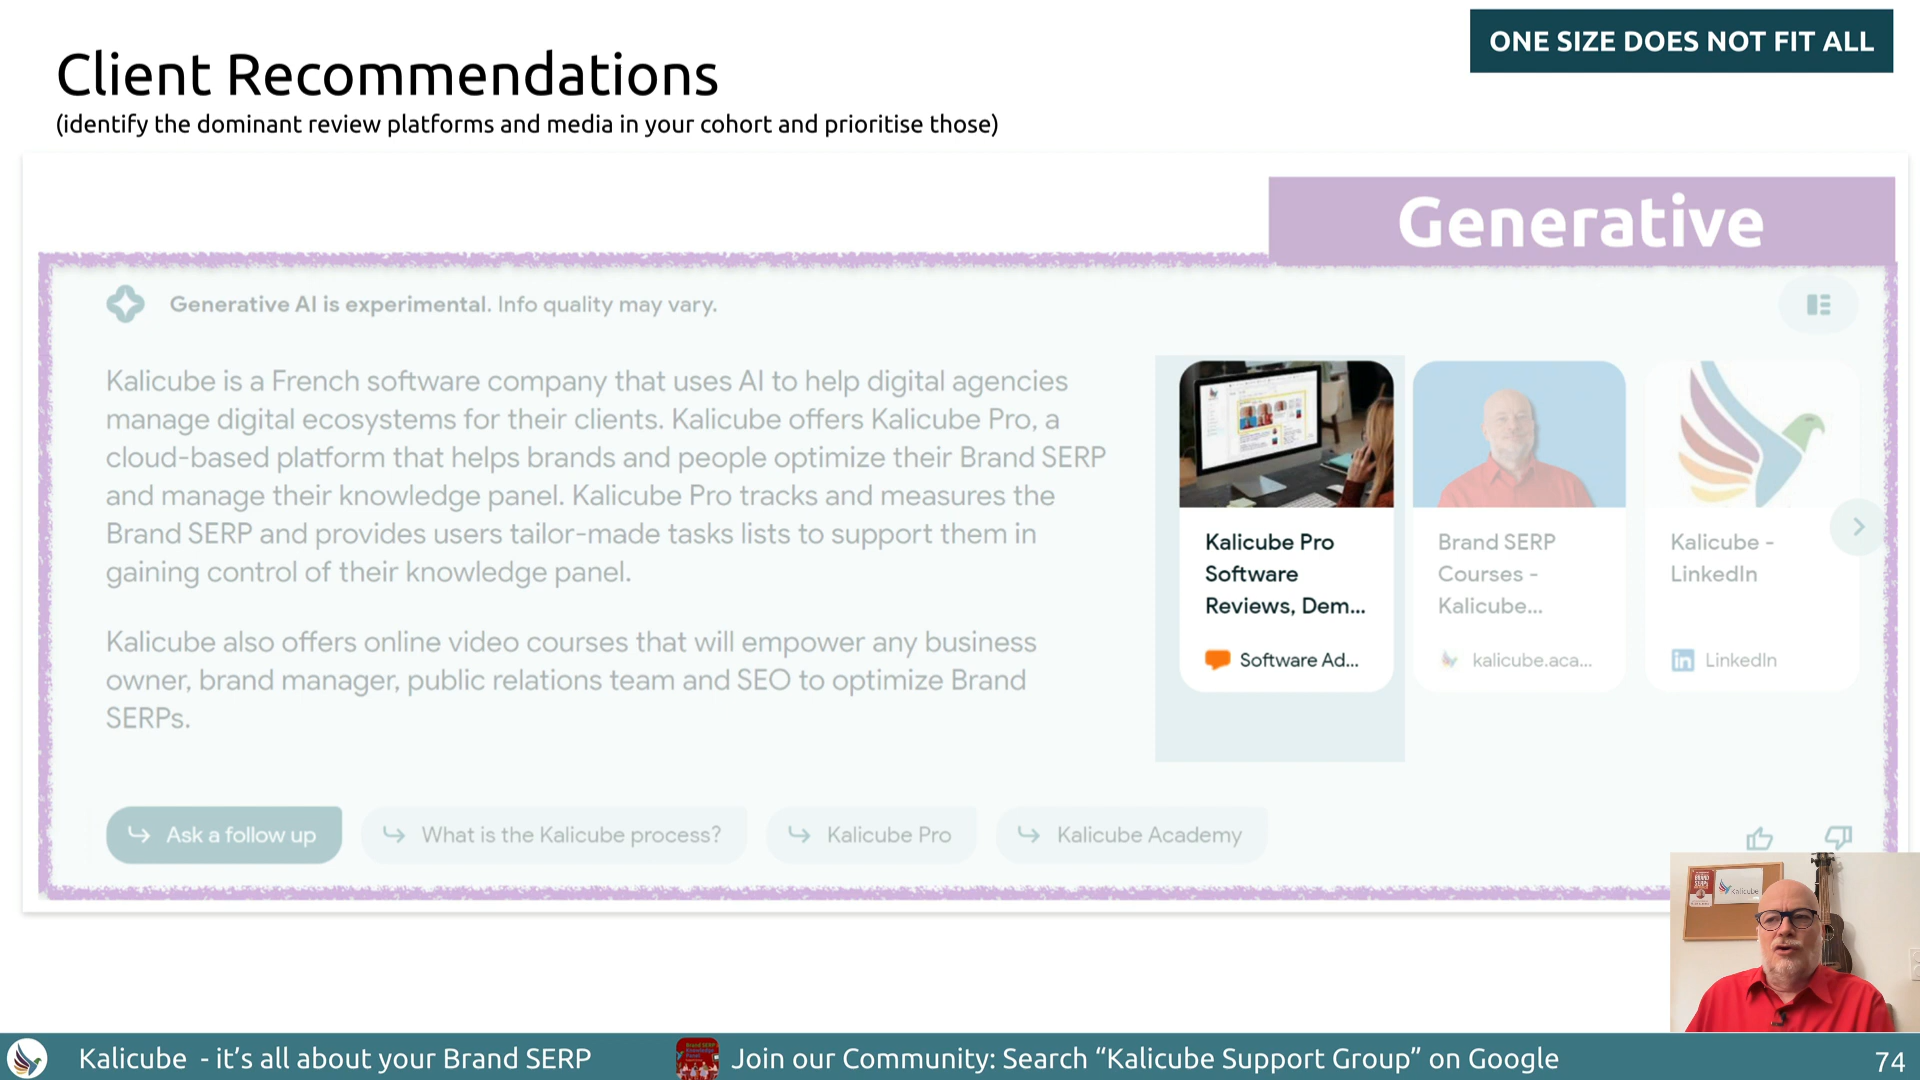 ONE SIZE DOES NOT FIT ALL
Client Recommendations
(identify the dominant review platforms and media in your cohort and prioritise those)
Generative
Generative AI is experimental. Info quality may vary.
Kalicube is a French software company that uses AI to help digital agencies
manage digital ecosystems for their clients. Kalicube offers Kalicube Pro, a
cloud-based platform that helps brands and people optimize their Brand SERP
and manage their knowledge panel. Kalicube Pro tracks and measures the
Brand SERP and provides users tailor-made tasks lists to support them in
gaining control of their knowledge panel.
Kalicube also offers online video courses that will empower any business
owner, brand manager, public relations team and SEO to optimize Brand
SERPs.
Kalicube Pro
Software
Reviews, Dem...
Software Ad...
Brand SERP
Courses -
Kalicube...
kalicube.aca...
Kalicube -
LinkedIn
LinkedIn
Ask a follow up
What is the Kalicube process?
Kalicube Pro
Kalicube Academy
Kalicube
Kalicube - it's all about your Brand SERP
Join our Community: Search “Kalicube Support Group” on Google
74